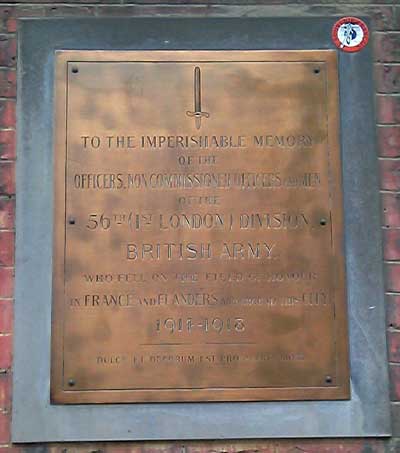 TO THE IMPERISHABLE MEMORY
OF THE
OFFICERS, NON COMMISSIONED OFFICERS AND MEN
OF THE
56TH (1ST LONDON) DIVISION
BRITISH ARMY.
WHO FELL ON THE FIELD OF HONOUR
IN FRANCE AND FLANDERS AND THIS CITY
1914-1918
DULCE ET DECORUM EST PRO PATRIA MORI